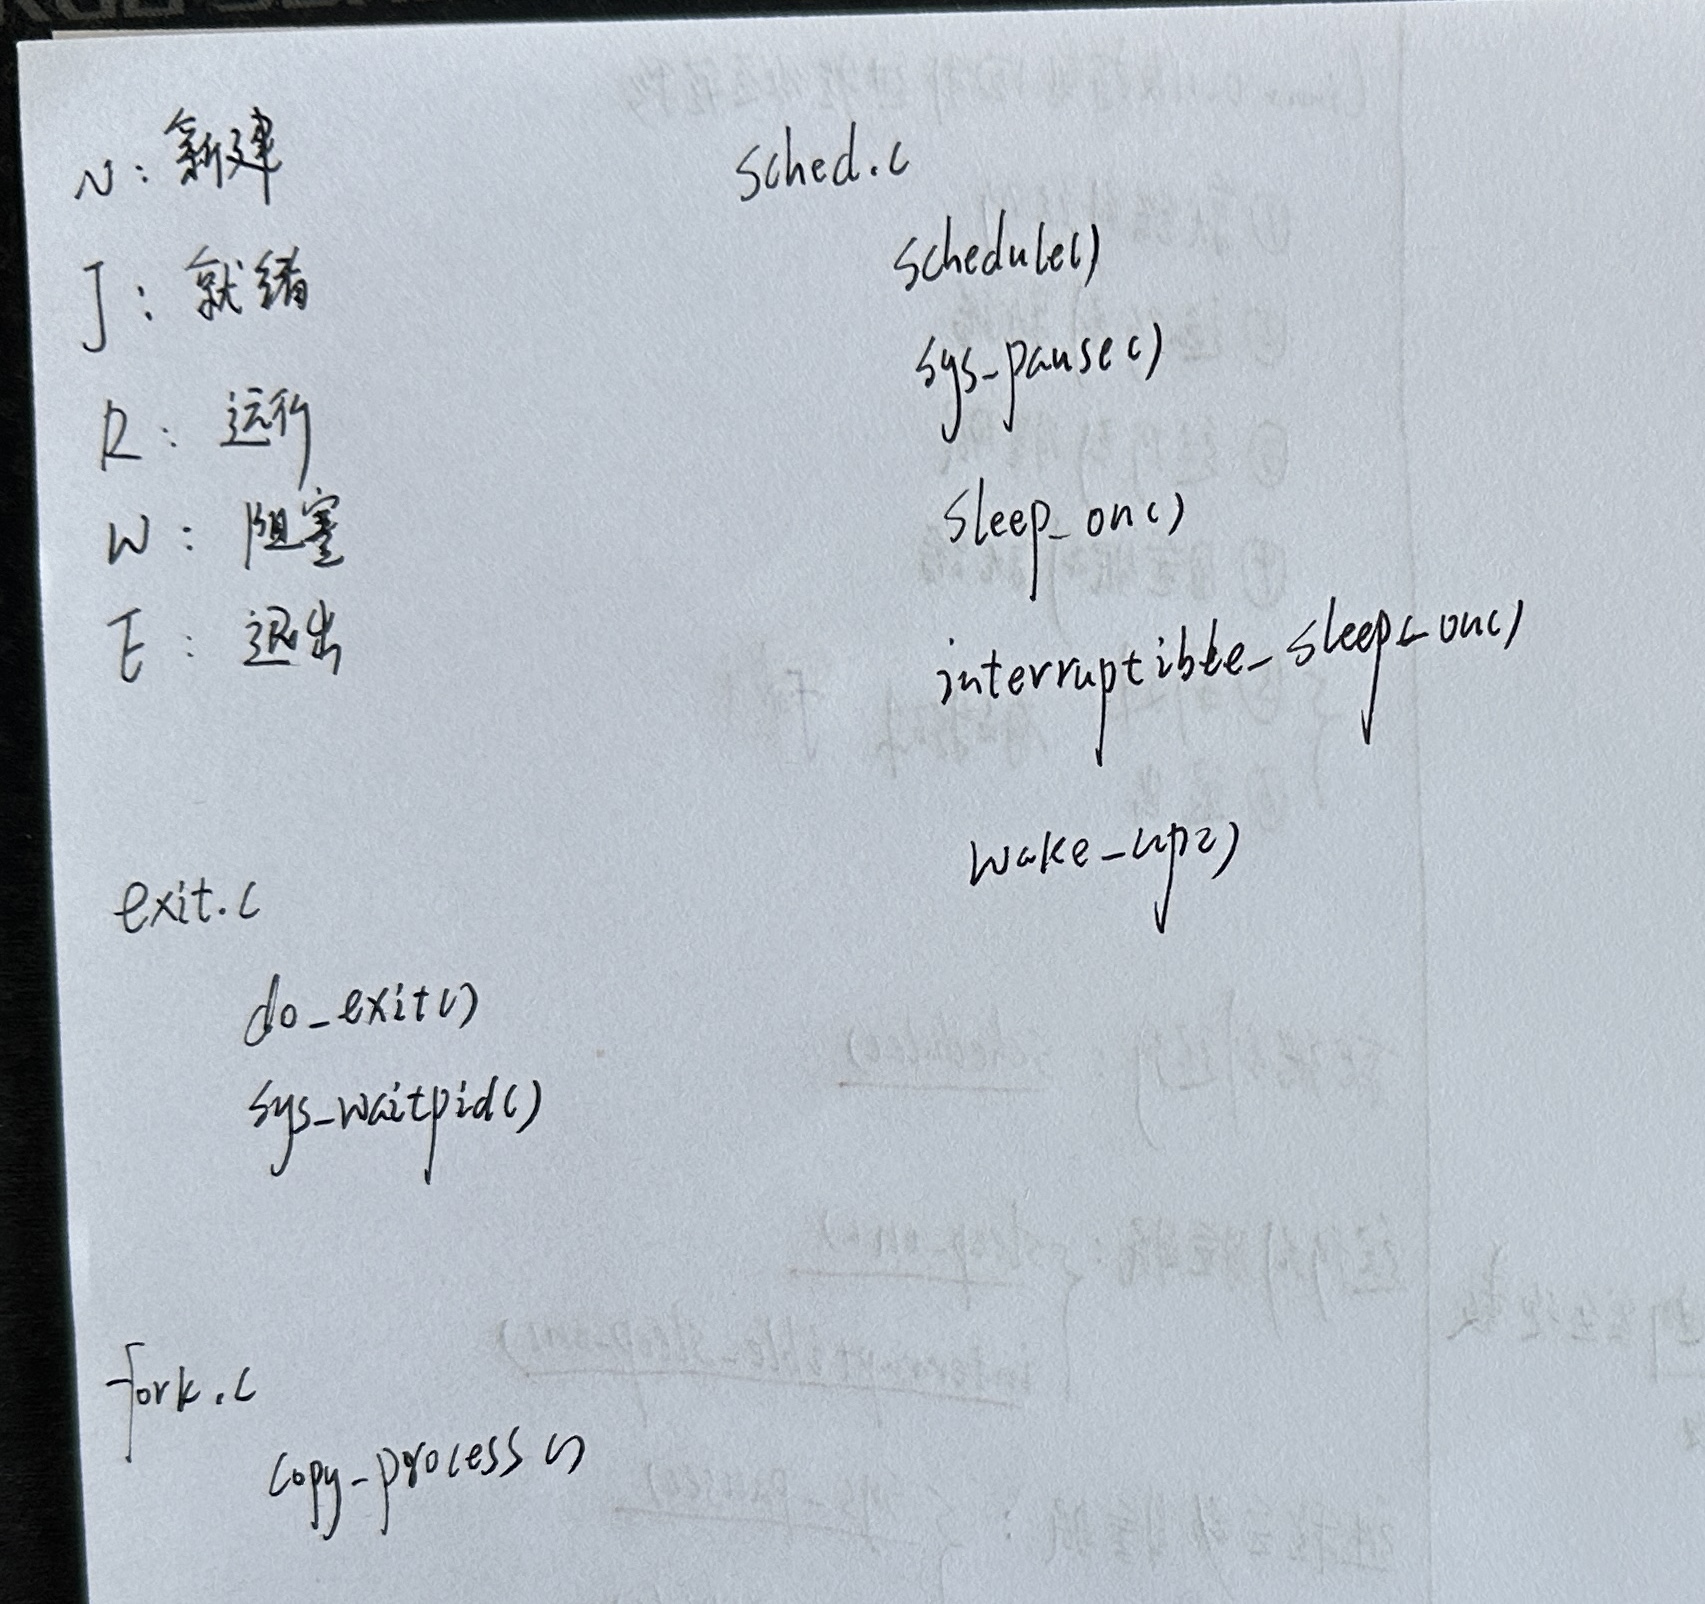 N: 新建
J: 就绪
R: 运行
W: 阻塞
E: 退出
sched.c
schedule()
sys_pause()
sleep_on()
interruptible_sleep_on()
wake_up()
exit.c
do_exit()
sys_waitpid()
fork.c
copy_process()